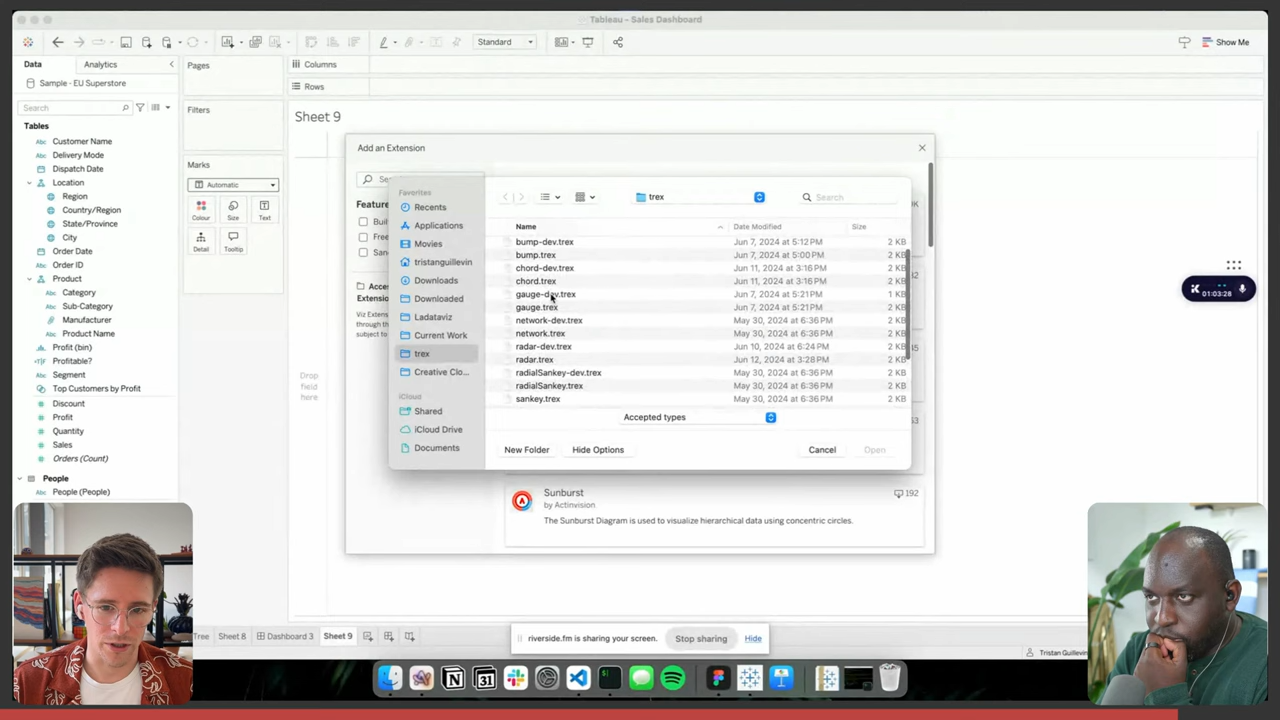 Tableau - Sales Dashboard
Standard
Show Me
Data
Analytics
Sample - EU Superstore
Search
Tables
Customer Name
Delivery Mode
Dispatch Date
Location
Region
Country/Region
State/Province
City
Order Date
Order ID
Product
Category
Sub-Category
Manufacturer
Product Name
Profit (bin)
Profitable?
Segment
Top Customers by Profit
Discount
Profit
Quantity
Sales
Orders (Count)
People
People (People)
Pages
Filters
Marks
Automatic
Colour
Size
Text
Detail
Tooltip
Columns
Rows
Sheet 9
Drop
field
here
Add an Extension
Favorites
Recents
Applications
Movies
tristanguillevin
Downloads
Downloaded
Ladataviz
Current Work
trex
Creative Clo...
iCloud
Shared
iCloud Drive
Documents
trex
Search
Name
Date Modified
Size
bump-dev.trex
Jun 7, 2024 at 5:12 PM
2 KB
bump.trex
Jun 7, 2024 at 5:00 PM
2 KB
chord-dev.trex
Jun 11, 2024 at 3:16 PM
2 KB
chord.trex
Jun 11, 2024 at 3:16 PM
2 KB
gauge-dev.trex
Jun 7, 2024 at 5:21 PM
1 KB
gauge.trex
Jun 7, 2024 at 5:21 PM
2 KB
network-dev.trex
May 30, 2024 at 6:36 PM
2 KB
network.trex
May 30, 2024 at 6:36 PM
2 KB
radar-dev.trex
Jun 10, 2024 at 6:24 PM
2 KB
radar.trex
Jun 12, 2024 at 3:28 PM
2 KB
radialSankey-dev.trex
May 30, 2024 at 6:36 PM
2 KB
radialSankey.trex
May 30, 2024 at 6:36 PM
2 KB
sankey.trex
May 30, 2024 at 6:36 PM
2 KB
Accepted types
New Folder
Hide Options
Cancel
Open
Sunburst
by Actinvision
192
The Sunburst Diagram is used to visualize hierarchical data using concentric circles.
01:03:28
Tree
Sheet 8
Dashboard 3
Sheet 9
riverside.fm is sharing your screen.
Stop sharing
Hide